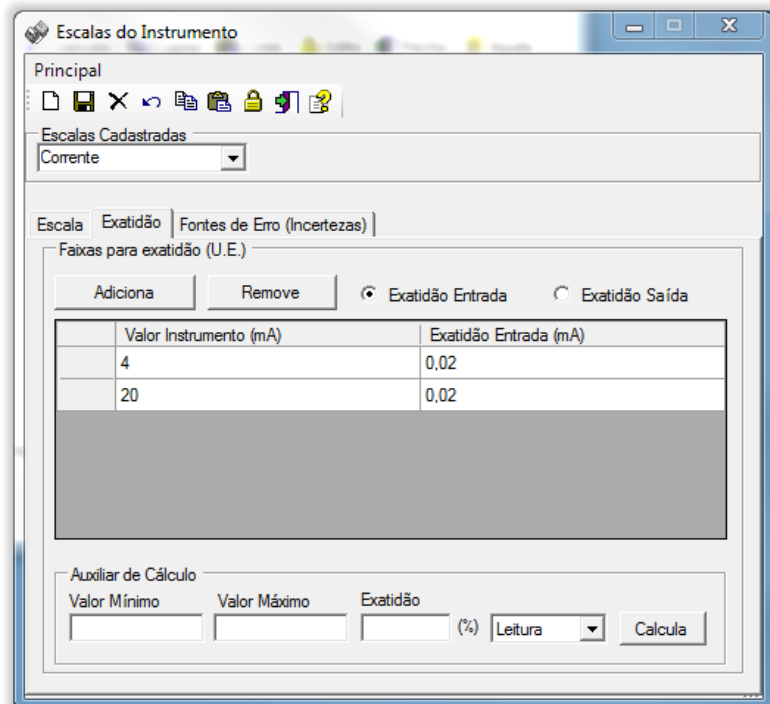 Escalas do Instrumento
Principal
Escalas Cadastradas
Corrente
Escala Exatidão Fontes de Erro (Incertezas)
Faixas para exatidão (U.E.)
Adiciona Remove Exatidão Entrada Exatidão Saída
Valor Instrumento (mA) Exatidão Entrada (mA)
4 0,02
20 0,02
Auxiliar de Cálculo
Valor Mínimo Valor Máximo Exatidão
(%) Leitura Calcula